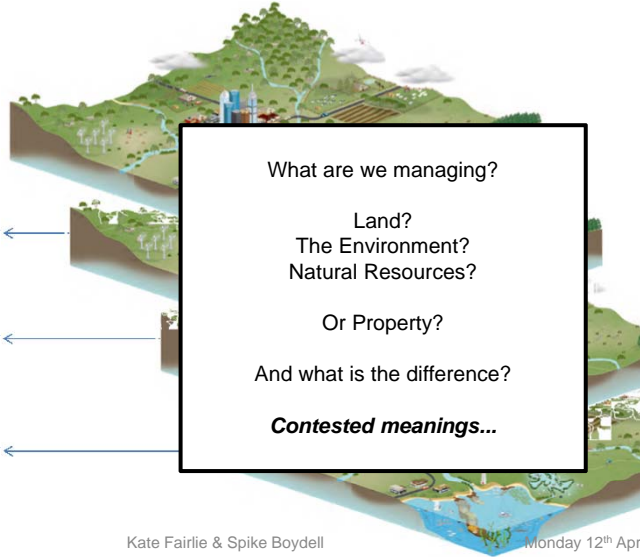 What are we managing?
Land?
The Environment?
Natural Resources?
Or Property?
And what is the difference?
Contested meanings...
Kate Fairlie & Spike Boydell
Monday 12th Apr